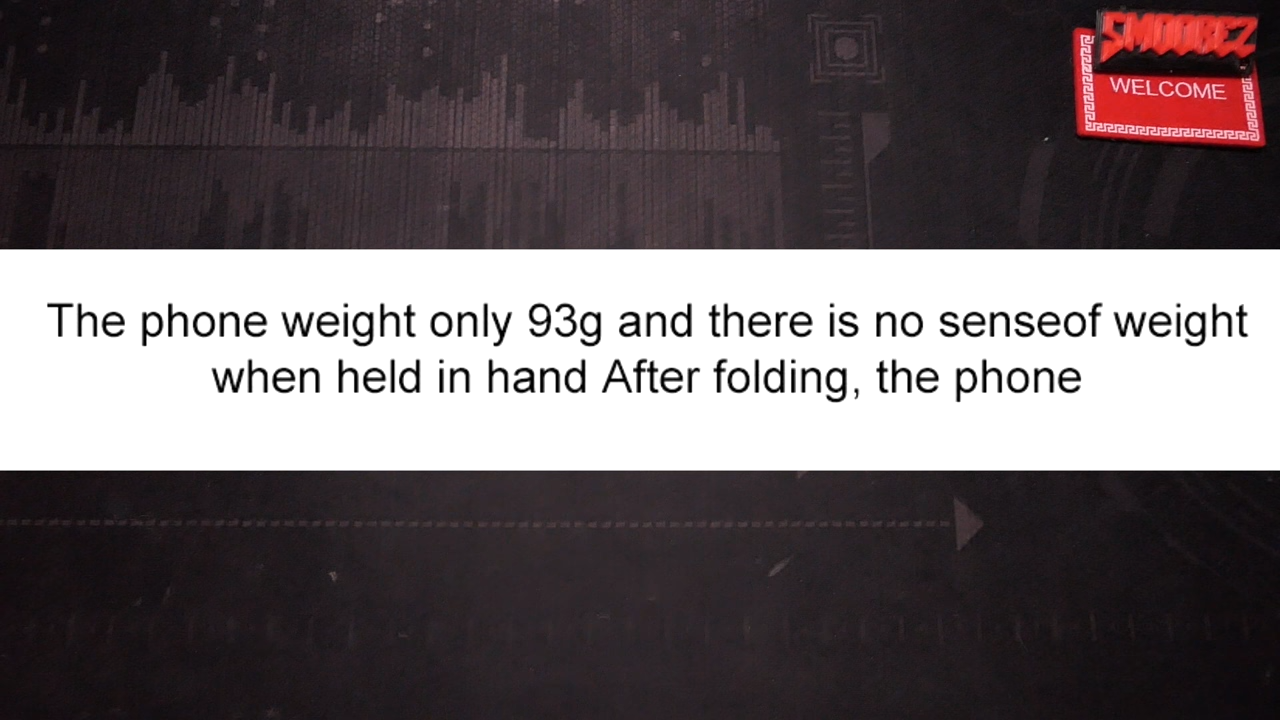 SMOOREZ
WELCOME
The phone weight only 93g and there is no senseof weight
when held in hand After folding, the phone